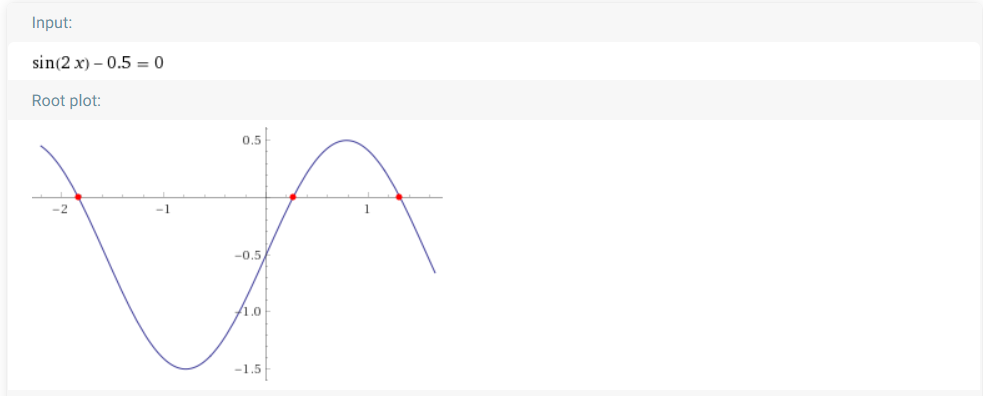 Input:
sin(2 x) – 0.5 = 0
Root plot:
0.5
-2 -1 1
-0.5
-1.0
-1.5